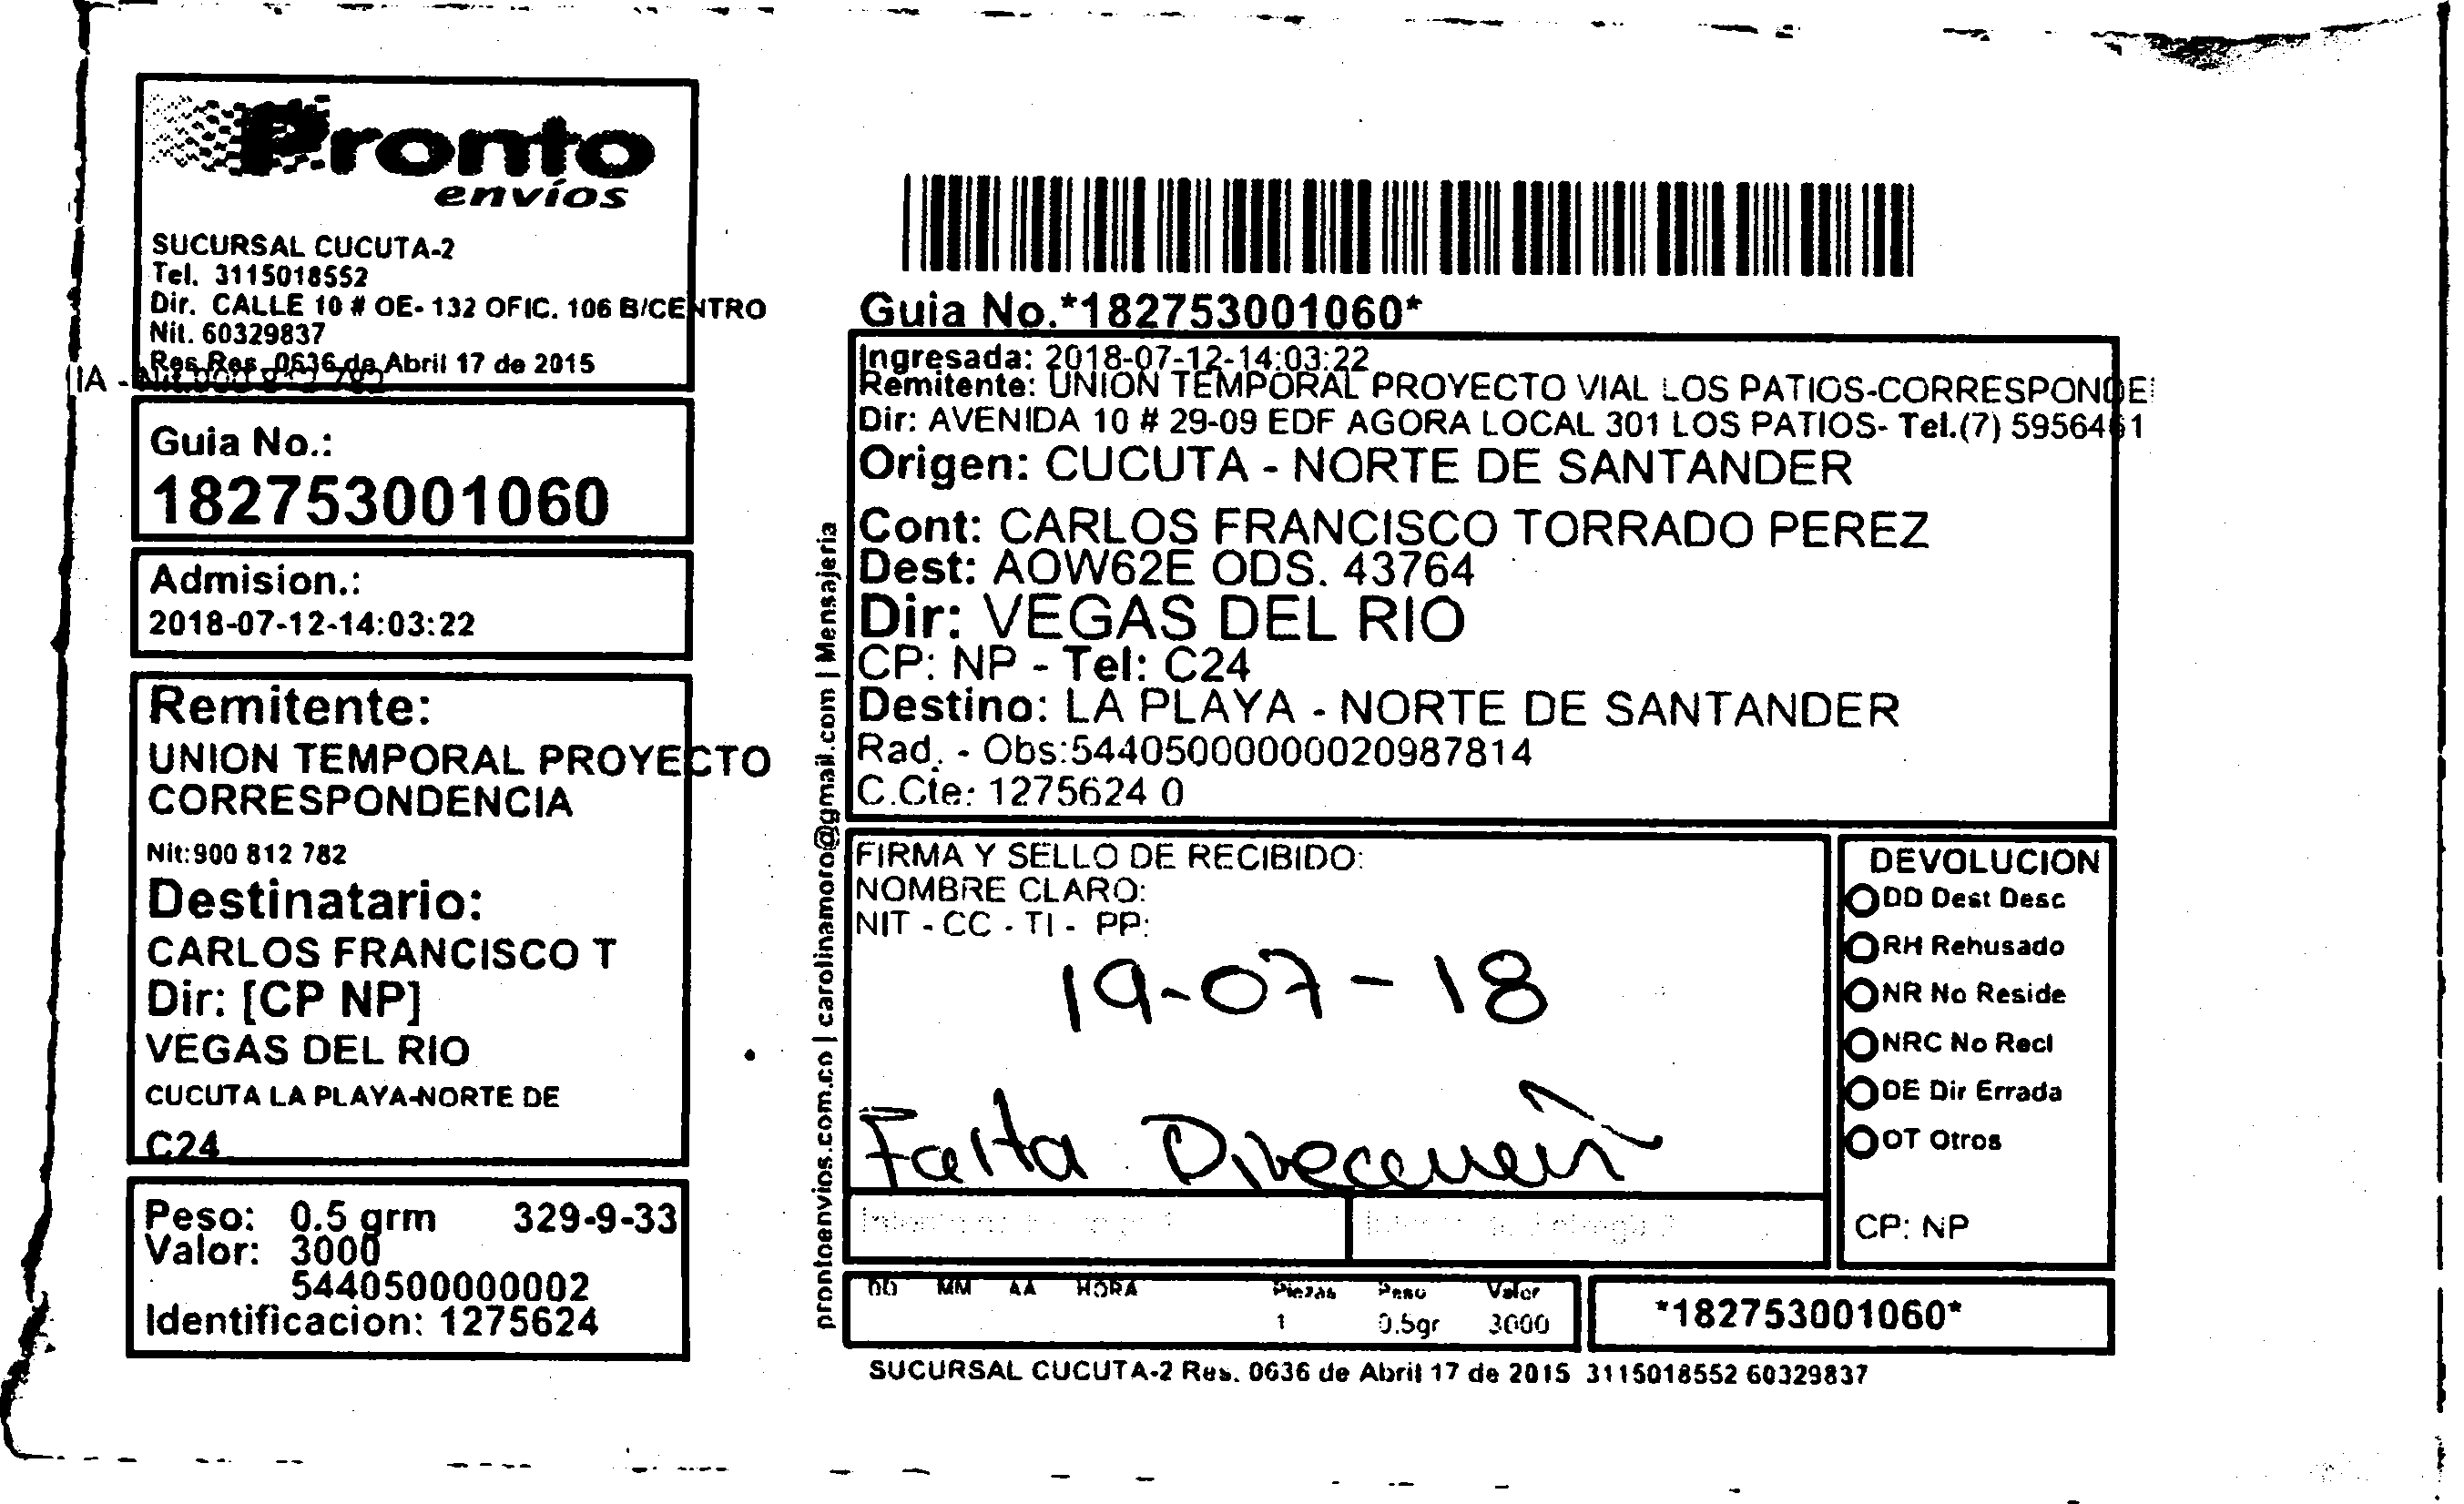 Pronto
envíos
SUCURSAL CUCUTA-2
Tel. 3115018552
Dir. CALLE 10 # OE- 132 OFIC. 106 B/CENTRO
Nit. 60329837
Res Res. 0636 de Abril 17 de 2015
IA -
Guia No.:
182753001060
Admision.:
2018-07-12-14:03:22
Remitente:
UNION TEMPORAL PROYECTO
CORRESPONDENCIA
Nit:900 812 782
Destinatario:
CARLOS FRANCISCO T
Dir: [CP NP]
VEGAS DEL RIO
CUCUTA LA PLAYA-NORTE DE
C24
Peso: 0.5 grm 329-9-33
Valor: 3000
5440500000002
Identificacion: 1275624
prontoenvios.com.co | carolinamoro@gmail.com | Mensajeria
Guia No.*182753001060*
Ingresada: 2018-07-12-14:03:22
Remitente: UNION TEMPORAL PROYECTO VIAL LOS PATIOS-CORRESPONDE
Dir: AVENIDA 10 # 29-09 EDF AGORA LOCAL 301 LOS PATIOS- Tel.(7) 5956461
Origen: CUCUTA - NORTE DE SANTANDER
Cont: CARLOS FRANCISCO TORRADO PEREZ
Dest: AOW62E ODS. 43764
Dir: VEGAS DEL RIO
CP: NP - Tel: C24
Destino: LA PLAYA - NORTE DE SANTANDER
Rad. - Obs:544050000000020987814
C.Cte: 1275624 0
FIRMA Y SELLO DE RECIBIDO:
NOMBRE CLARO:
NIT - CC - TI - PP:
19-07-18
Falta
DEVOLUCION
DD Dest Desc
RH Rehusado
NR No Reside
NRC No Recl
DE Dir Errada
OT Otros
CP: NP
DD MM AA HORA Piezas Peso Valor
1 0.5gr 3000
*182753001060*
SUCURSAL CUCUTA-2 Res. 0636 de Abril 17 de 2015 3115018552 60329837